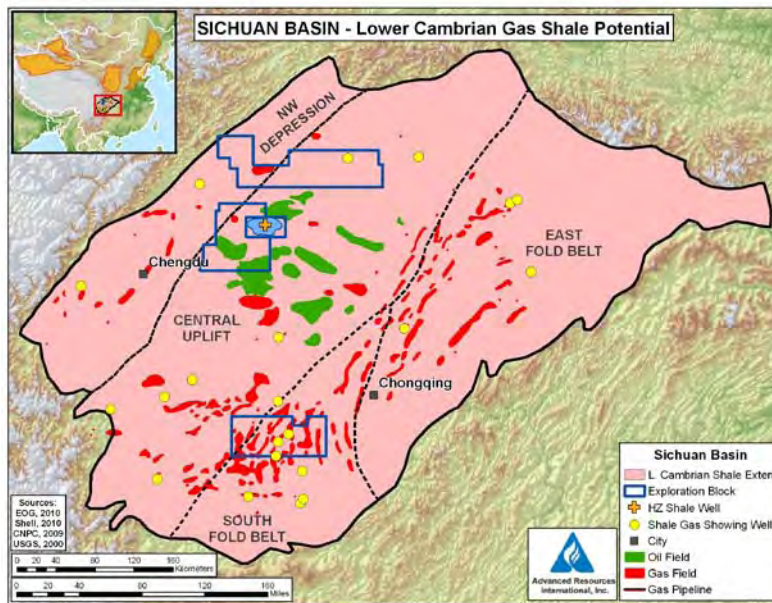 SICHUAN BASIN - Lower Cambrian Gas Shale Potential
NW
DEPRESSION
EAST
FOLD BELT
Chengdu
CENTRAL
UPLIFT
Chongqing
SOUTH
FOLD BELT
Sources:
EOG, 2010
Shell, 2010
CNPC, 2009
USGS, 2000
0 20 40 80 120 160
Kilometers
0 20 40 80 120 160
Miles
Advanced Resources
International, Inc.
Sichuan Basin
L. Cambrian Shale Exten
Exploration Block
HZ Shale Well
Shale Gas Showing Well
City
Oil Field
Gas Field
Gas Pipeline